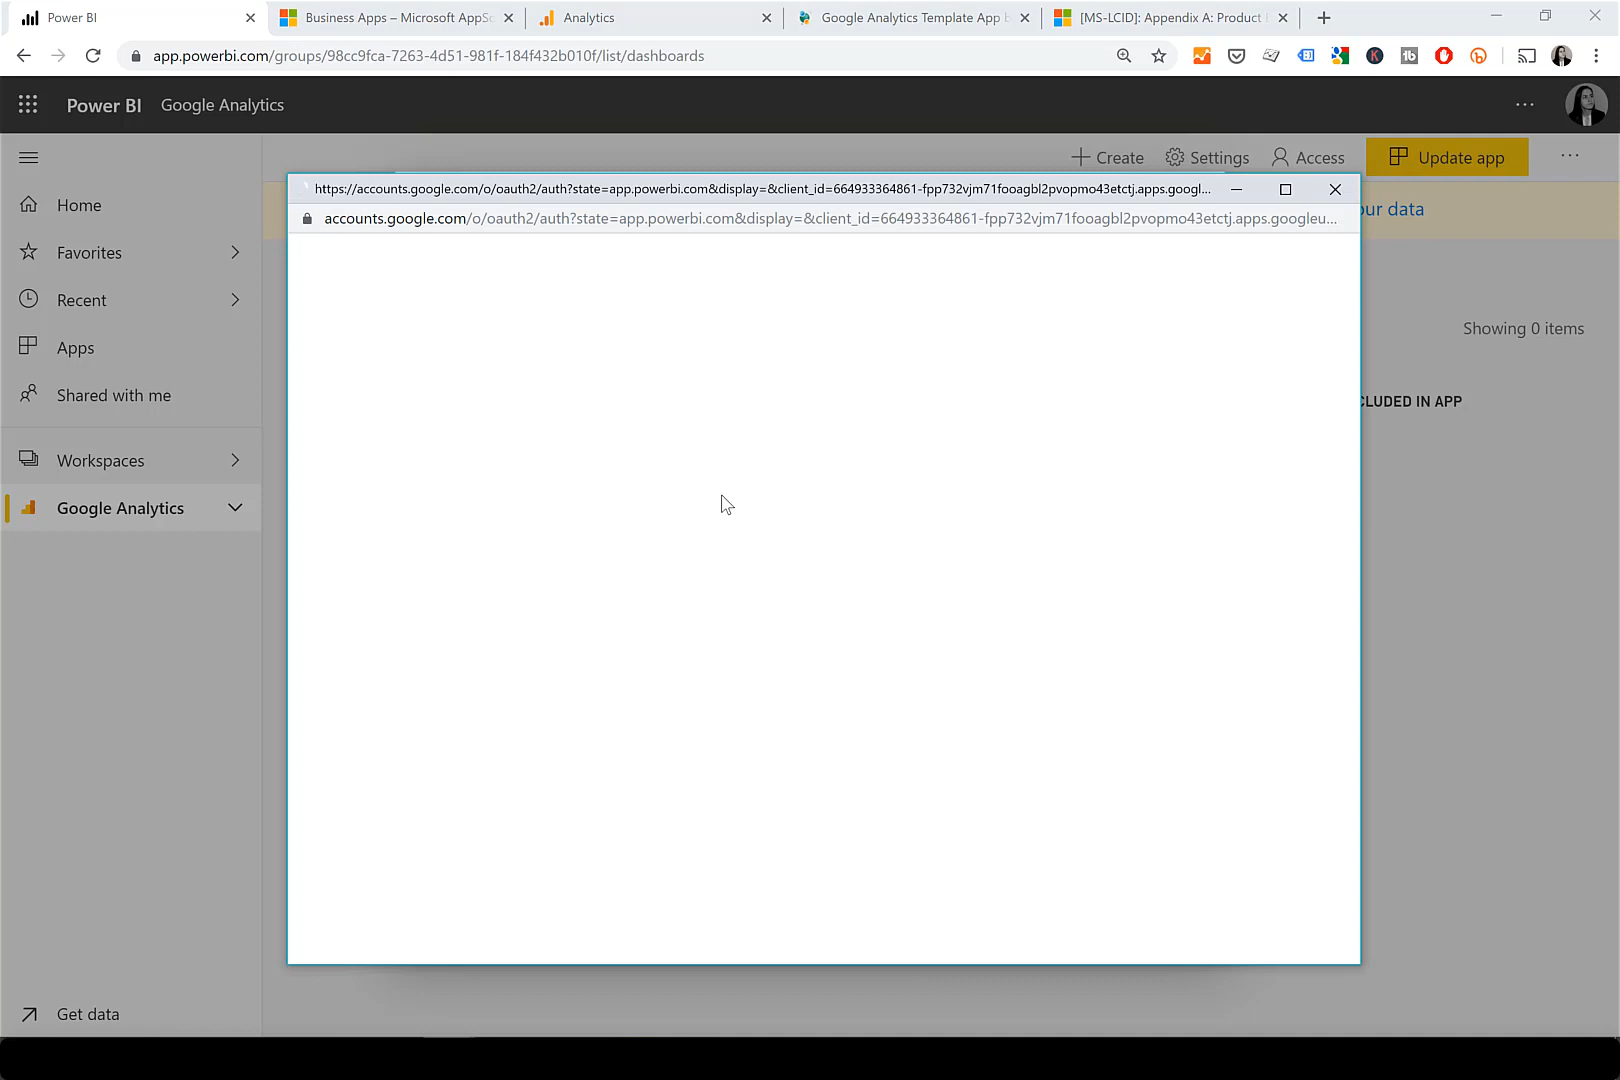 Power BI
Business Apps – Microsoft AppSc
Analytics
Google Analytics Template App b
[MS-LCID]: Appendix A: Product
app.powerbi.com/groups/98cc9fca-7263-4d51-981f-184f432b010f/list/dashboards
Power BI
Google Analytics
Create
Settings
Access
Update app
https://accounts.google.com/o/oauth2/auth?state=app.powerbi.com&display=&client_id=664933364861-fpp732vjm71fooagbl2pvopmo43etctj.apps.googl...
accounts.google.com/o/oauth2/auth?state=app.powerbi.com&display=&client_id=664933364861-fpp732vjm71fooagbl2pvopmo43etctj.apps.googleu...
our data
Home
Favorites
Recent
Apps
Shared with me
Showing 0 items
CLUDED IN APP
Workspaces
Google Analytics
Get data